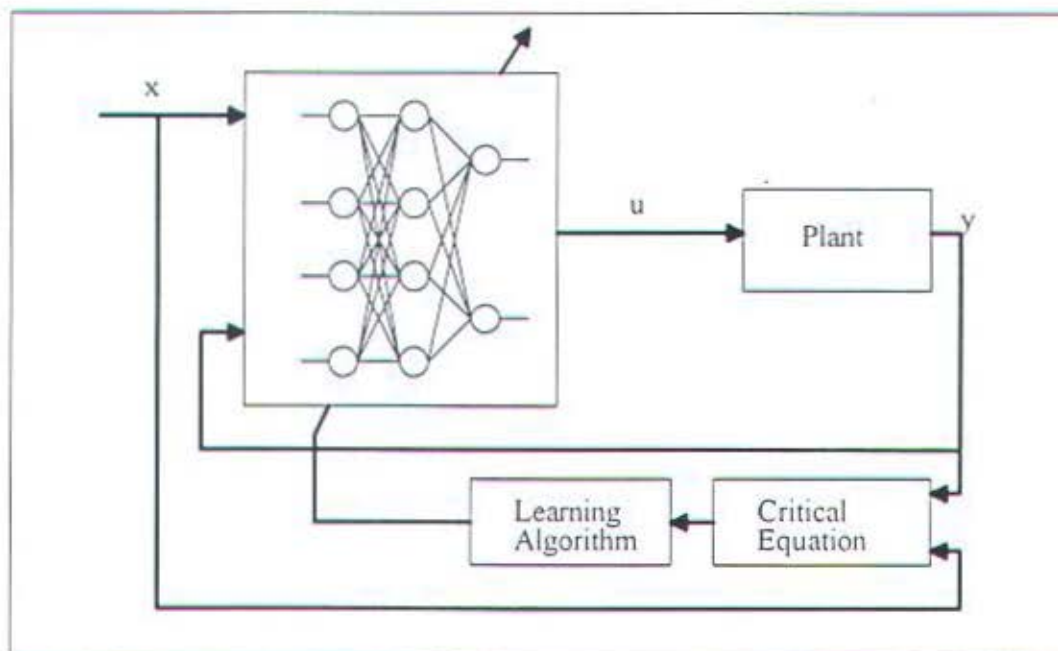 x
u
Plant
y
Learning
Algorithm
Critical
Equation